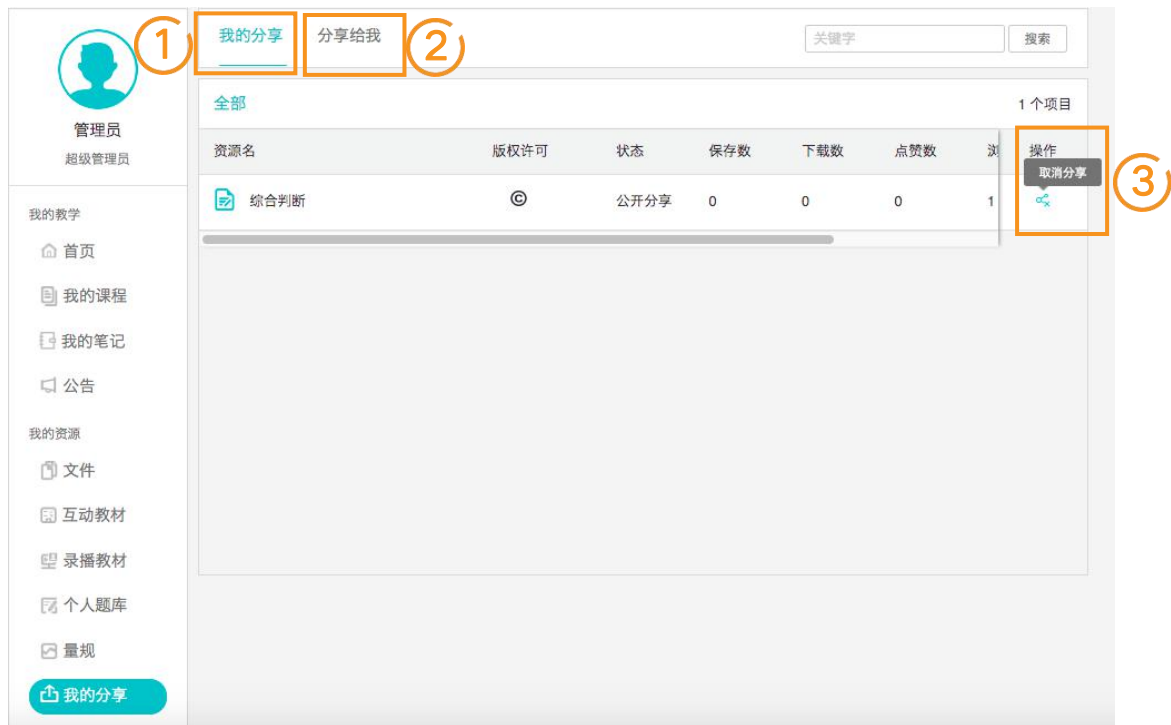 管理员
超级管理员
我的教学
首页
我的课程
我的笔记
公告
我的资源
文件
互动教材
录播教材
个人题库
量规
我的分享
① 我的分享 分享给我 ② 关键字 搜索
全部 1 个项目
资源名 版权许可 状态 保存数 下载数 点赞数 浏 操作
取消分享 ③
综合判断 © 公开分享 0 0 0 1